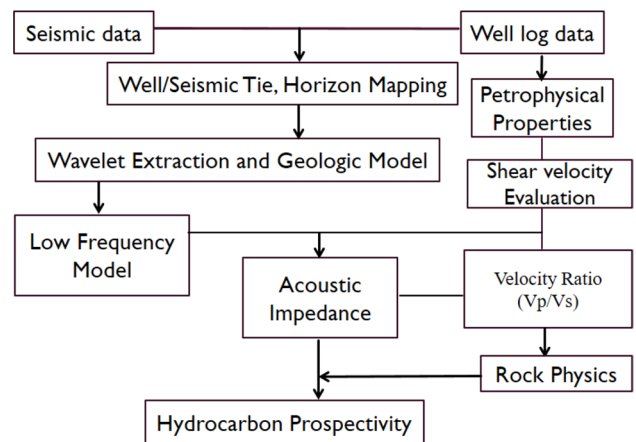 Seismic data
Well log data
Well/Seismic Tie, Horizon Mapping
Petrophysical
Properties
Wavelet Extraction and Geologic Model
Shear velocity
Evaluation
Low Frequency
Model
Acoustic
Impedance
Velocity Ratio
(Vp/Vs)
Rock Physics
Hydrocarbon Prospectivity